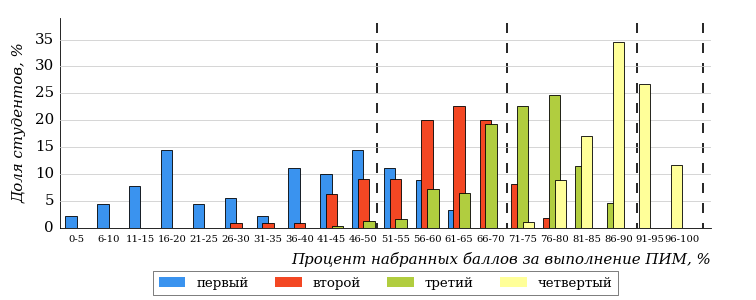 Доля студентов, %
35
30
25
20
15
10
5
0
0-5 6-10 11-15 16-20 21-25 26-30 31-35 36-40 41-45 46-50 51-55 56-60 61-65 66-70 71-75 76-80 81-85 86-90 91-95 96-100
Процент набранных баллов за выполнение ПИМ, %
первый второй третий четвертый